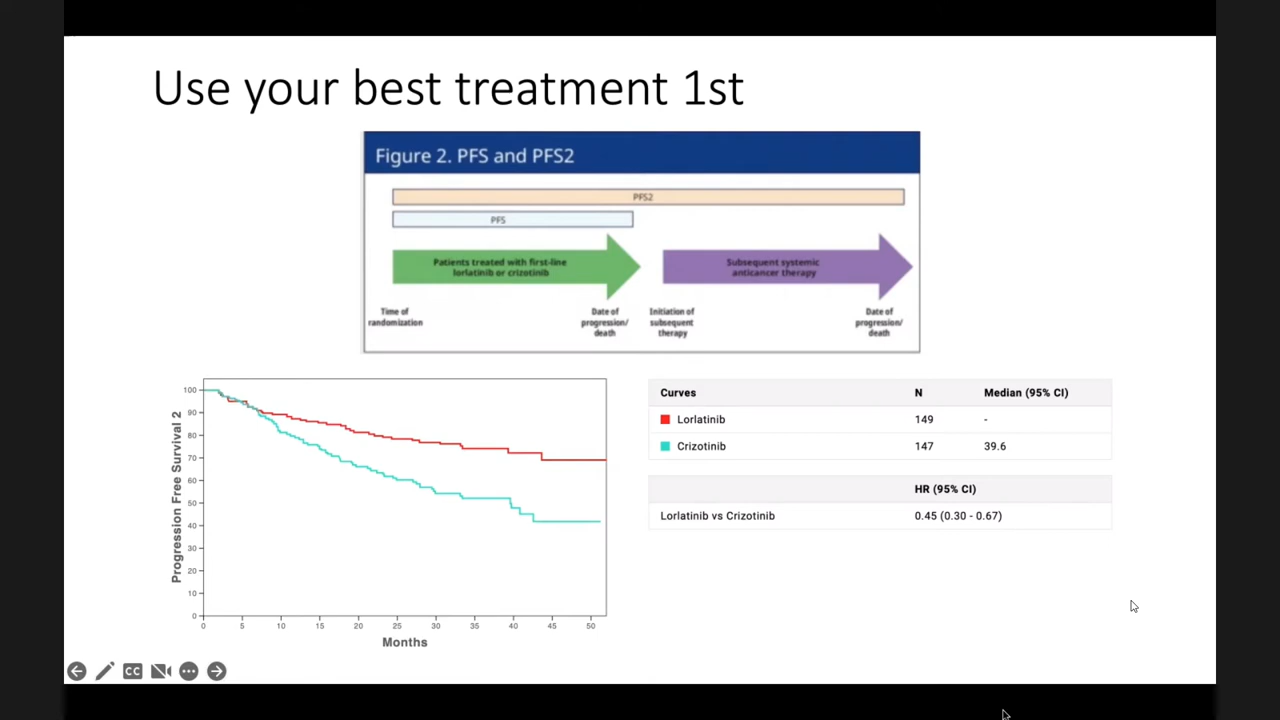 Use your best treatment 1st
Figure 2. PFS and PFS2
PFS2
PFS
Patients treated with first-line
lorlatinib or crizotinib
Subsequent systemic
anticancer therapy
Time of
randomization
Date of
progression/
death
Initiation of
subsequent
therapy
Date of
progression/
death
Progression Free Survival 2
100
90
80
70
60
50
40
30
20
10
0
0 5 10 15 20 25 30 35 40 45 50
Months
Curves N Median (95% CI)
Lorlatinib 149 -
Crizotinib 147 39.6
HR (95% CI)
Lorlatinib vs Crizotinib 0.45 (0.30 - 0.67)
CC